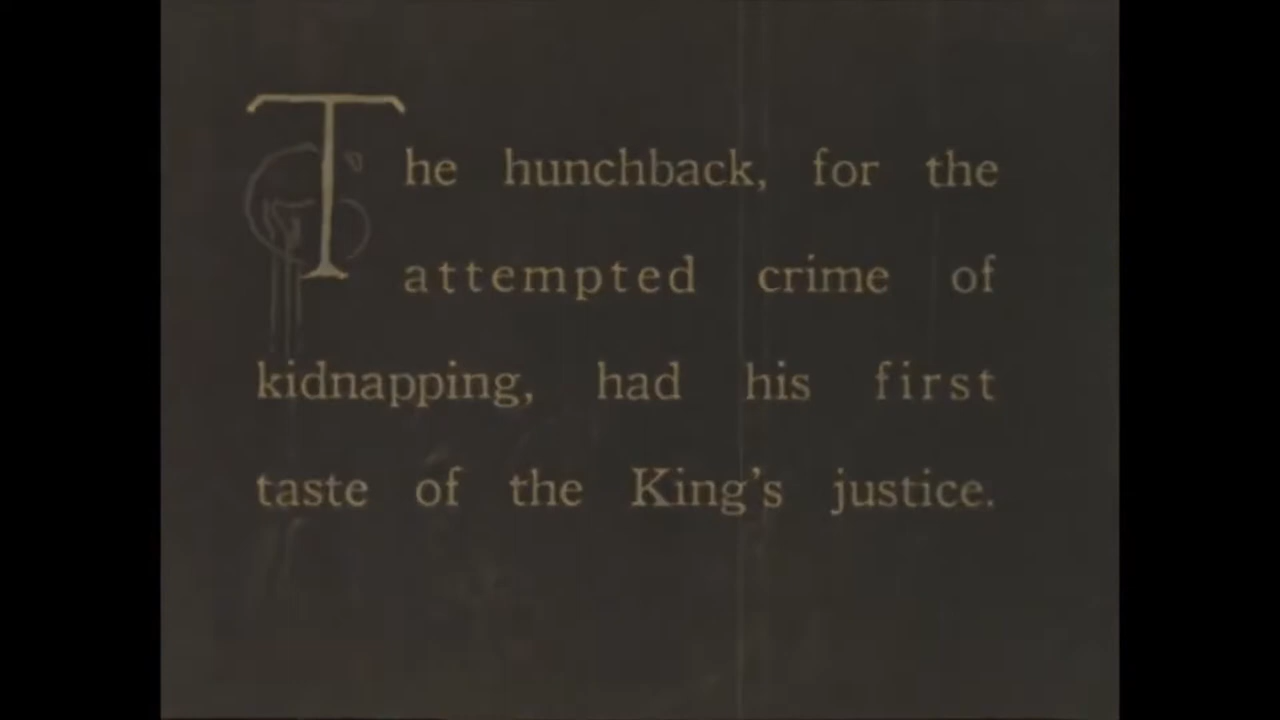 The hunchback, for the
attempted crime of
kidnapping, had his first
taste of the King's justice.